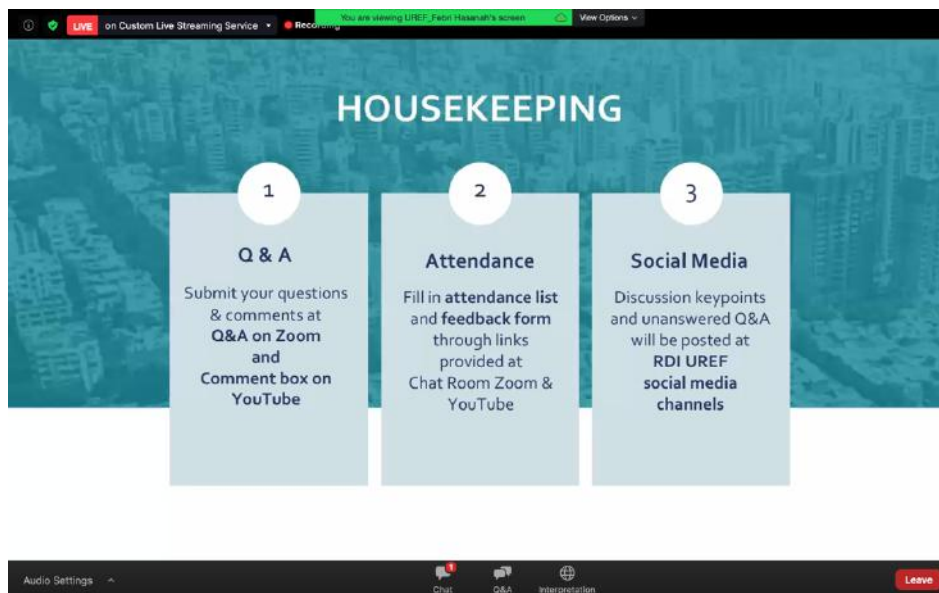 LIVE on Custom Live Streaming Service
Recording
You are viewing UREF_Febri Hasanah's screen
View Options
HOUSEKEEPING
1
Q & A
Submit your questions
& comments at
Q&A on Zoom
and
Comment box on
YouTube
2
Attendance
Fill in attendance list
and feedback form
through links
provided at
Chat Room Zoom &
YouTube
3
Social Media
Discussion keypoints
and unanswered Q&A
will be posted at
RDI UREF
social media
channels
Audio Settings
1
Chat
Q&A
Interpretation
Leave